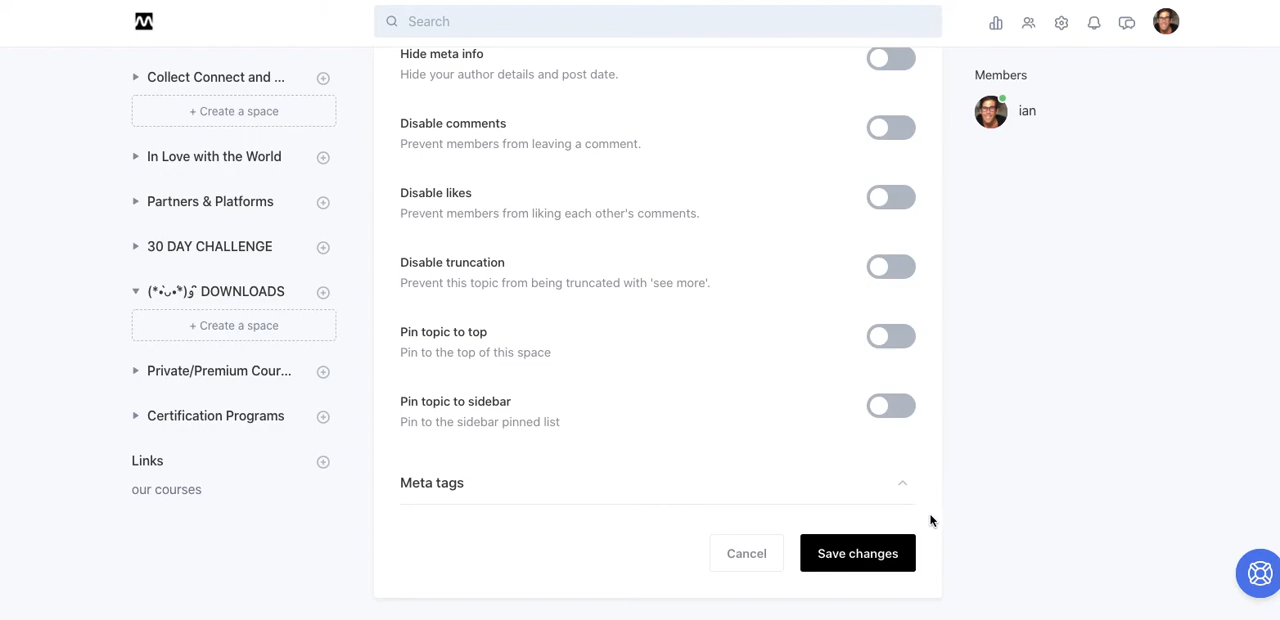 Search
Collect Connect and ...
+ Create a space
In Love with the World
Partners & Platforms
30 DAY CHALLENGE
(*•̀ᴗ•́*)و ̑̑ DOWNLOADS
+ Create a space
Private/Premium Cour...
Certification Programs
Links
our courses
Hide meta info
Hide your author details and post date.
Disable comments
Prevent members from leaving a comment.
Disable likes
Prevent members from liking each other's comments.
Disable truncation
Prevent this topic from being truncated with 'see more'.
Pin topic to top
Pin to the top of this space
Pin topic to sidebar
Pin to the sidebar pinned list
Meta tags
Cancel
Save changes
Members
ian